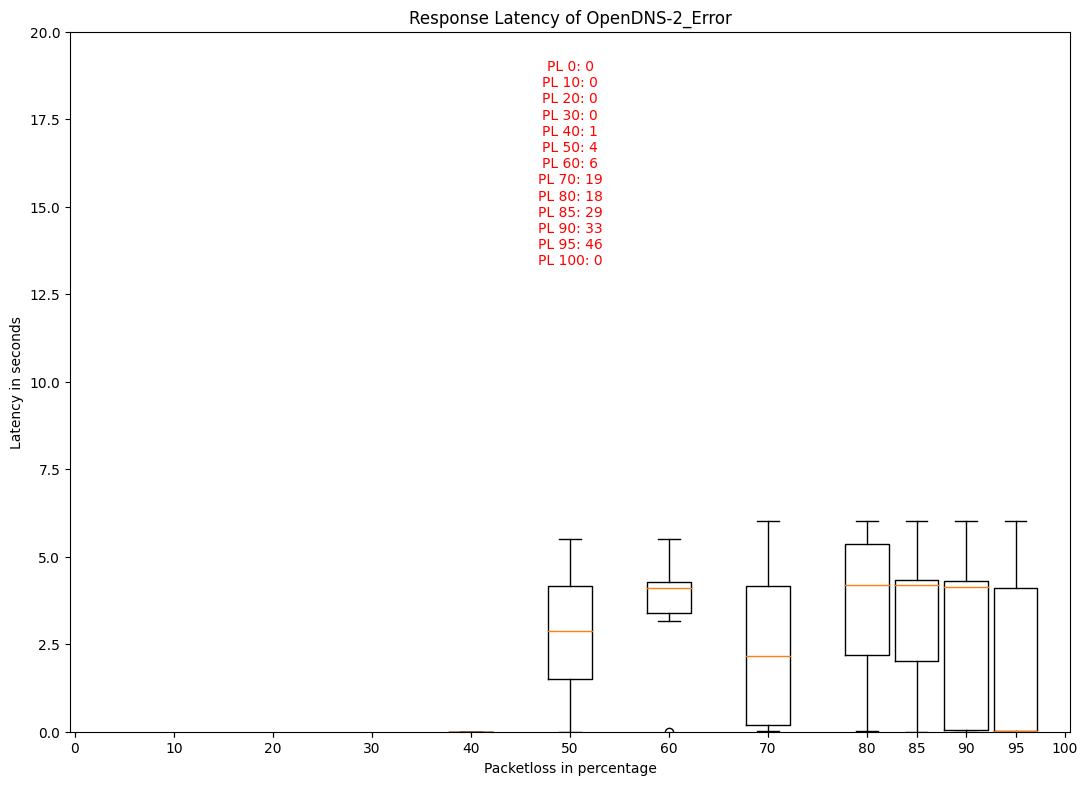 Response Latency of OpenDNS-2_Error
20.0
17.5
15.0
12.5
10.0
7.5
5.0
2.5
0.0
Latency in seconds
PL 0: 0
PL 10: 0
PL 20: 0
PL 30: 0
PL 40: 1
PL 50: 4
PL 60: 6
PL 70: 19
PL 80: 18
PL 85: 29
PL 90: 33
PL 95: 46
PL 100: 0
0 10 20 30 40 50 60 70 80 85 90 95 100
Packetloss in percentage